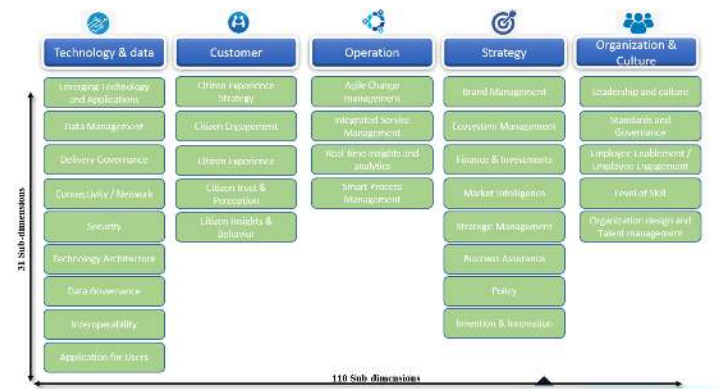 Technology & data
Customer
Operation
Strategy
Organization &
Culture
Emerging Technology
and Applications
Data Management
Delivery Governance
Connectivity / Network
Security
Technology Architecture
Data Governance
Interoperability
Application for Users
Citizen Experience
Strategy
Citizen Engagement
Citizen Experience
Citizen Trust &
Perception
Citizen Insights &
Behavior
Agile Change
management
Integrated Service
Management
Real-time insights and
analytics
Smart Process
Management
Brand Management
Ecosystem Management
Finance & Investments
Market Intelligence
Strategic Management
Business Assurance
Policy
Invention & Innovation
Leadership and culture
Standards and
Governance
Employee Enablement /
Employee Engagement
Level of Skill
Organization design and
Talent management
31 Sub-dimensions
110 Sub dimensions